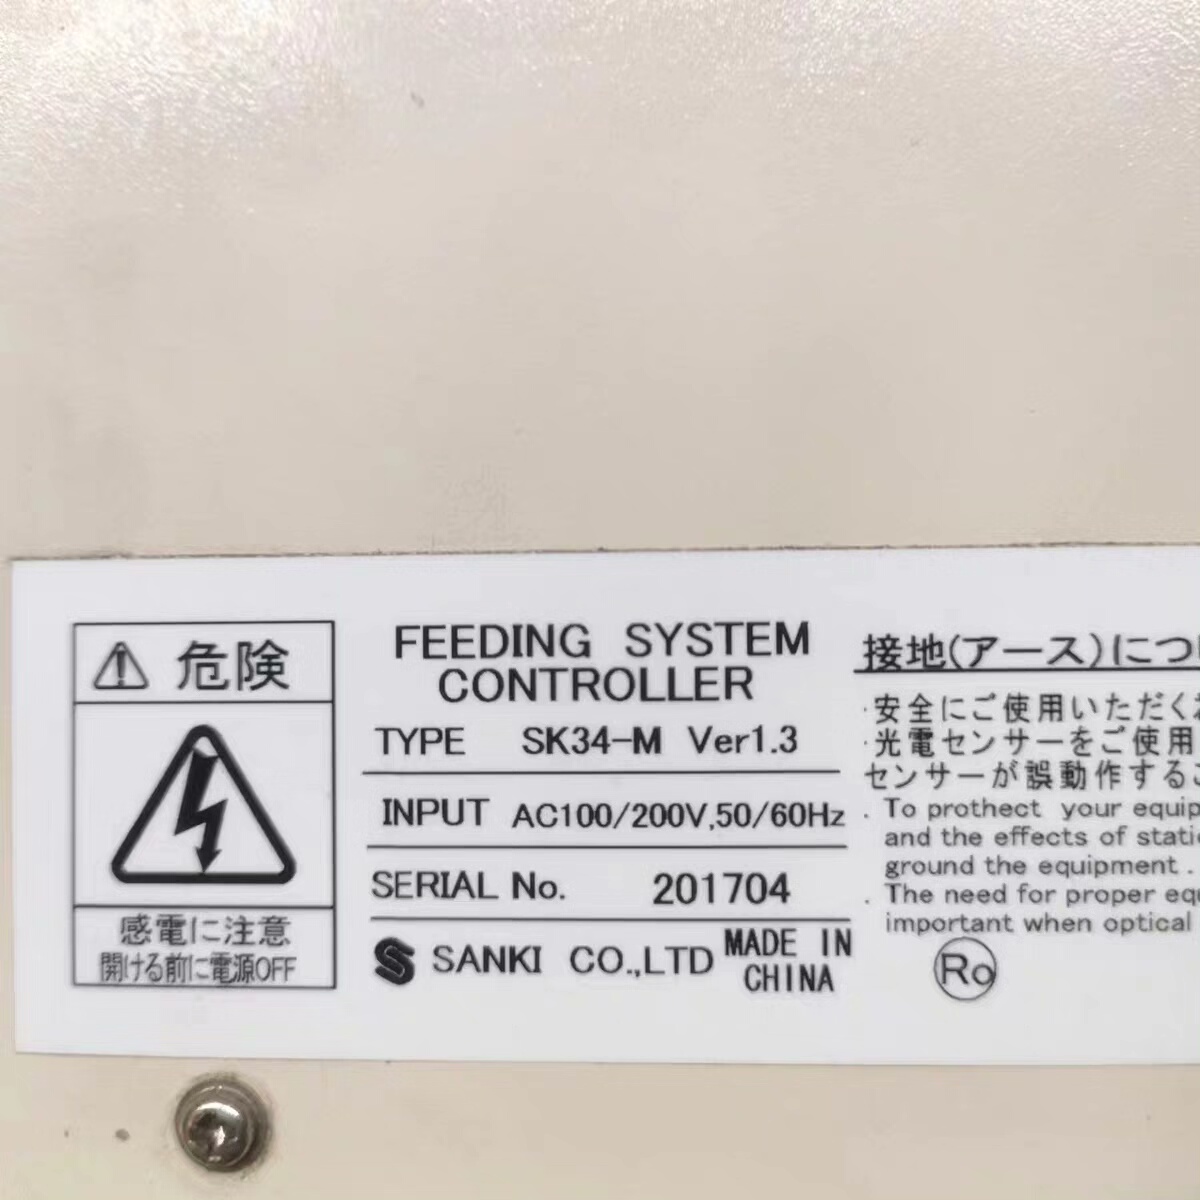 危険
感電に注意
開ける前に電源OFF
FEEDING SYSTEM
CONTROLLER
TYPE SK34-M Ver1.3
INPUT AC100/200V,50/60Hz
SERIAL No. 201704
SANKI CO.,LTD MADE IN
CHINA
接地(アース)につ
・安全にご使用いただく
・光電センサーをご使用
センサーが誤動作する
. To prothect your equip
and the effects of stati
ground the equipment.
. The need for proper equ
important when optical
Ro